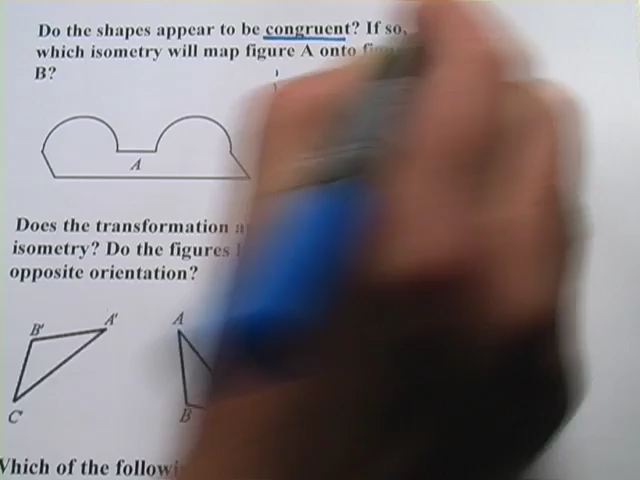 Do the shapes appear to be congruent? If so,
which isometry will map figure A onto
B?
A
Does the transformation
isometry? Do the figures
opposite orientation?
B' A' A
C' B
Which of the